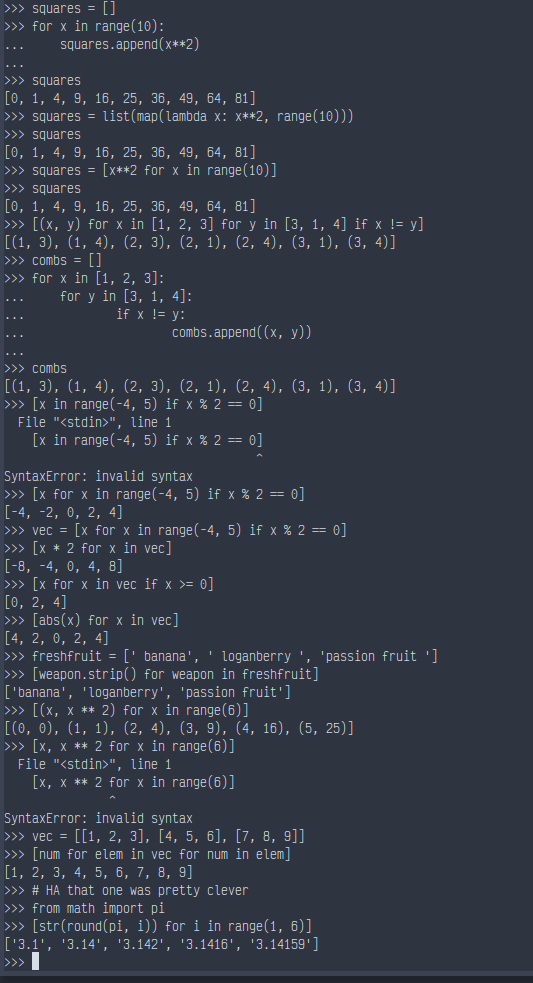 >>> squares = []
>>> for x in range(10):
...     squares.append(x**2)
...
>>> squares
[0, 1, 4, 9, 16, 25, 36, 49, 64, 81]
>>> squares = list(map(lambda x: x**2, range(10)))
>>> squares
[0, 1, 4, 9, 16, 25, 36, 49, 64, 81]
>>> squares = [x**2 for x in range(10)]
>>> squares
[0, 1, 4, 9, 16, 25, 36, 49, 64, 81]
>>> [(x, y) for x in [1, 2, 3] for y in [3, 1, 4] if x != y]
[(1, 3), (1, 4), (2, 3), (2, 1), (2, 4), (3, 1), (3, 4)]
>>> combs = []
>>> for x in [1, 2, 3]:
...     for y in [3, 1, 4]:
...             if x != y:
...                     combs.append((x, y))
...
>>> combs
[(1, 3), (1, 4), (2, 3), (2, 1), (2, 4), (3, 1), (3, 4)]
>>> [x in range(-4, 5) if x % 2 == 0]
  File "<stdin>", line 1
    [x in range(-4, 5) if x % 2 == 0]
                                    ^
SyntaxError: invalid syntax
>>> [x for x in range(-4, 5) if x % 2 == 0]
[-4, -2, 0, 2, 4]
>>> vec = [x for x in range(-4, 5) if x % 2 == 0]
>>> [x * 2 for x in vec]
[-8, -4, 0, 4, 8]
>>> [x for x in vec if x >= 0]
[0, 2, 4]
>>> [abs(x) for x in vec]
[4, 2, 0, 2, 4]
>>> freshfruit = [' banana', ' loganberry ', 'passion fruit ']
>>> [weapon.strip() for weapon in freshfruit]
['banana', 'loganberry', 'passion fruit']
>>> [(x, x ** 2) for x in range(6)]
[(0, 0), (1, 1), (2, 4), (3, 9), (4, 16), (5, 25)]
>>> [x, x ** 2 for x in range(6)]
  File "<stdin>", line 1
    [x, x ** 2 for x in range(6)]
                 ^
SyntaxError: invalid syntax
>>> vec = [[1, 2, 3], [4, 5, 6], [7, 8, 9]]
>>> [num for elem in vec for num in elem]
[1, 2, 3, 4, 5, 6, 7, 8, 9]
>>> # HA that one was pretty clever
>>> from math import pi
>>> [str(round(pi, i)) for i in range(1, 6)]
['3.1', '3.14', '3.142', '3.1416', '3.14159']
>>>